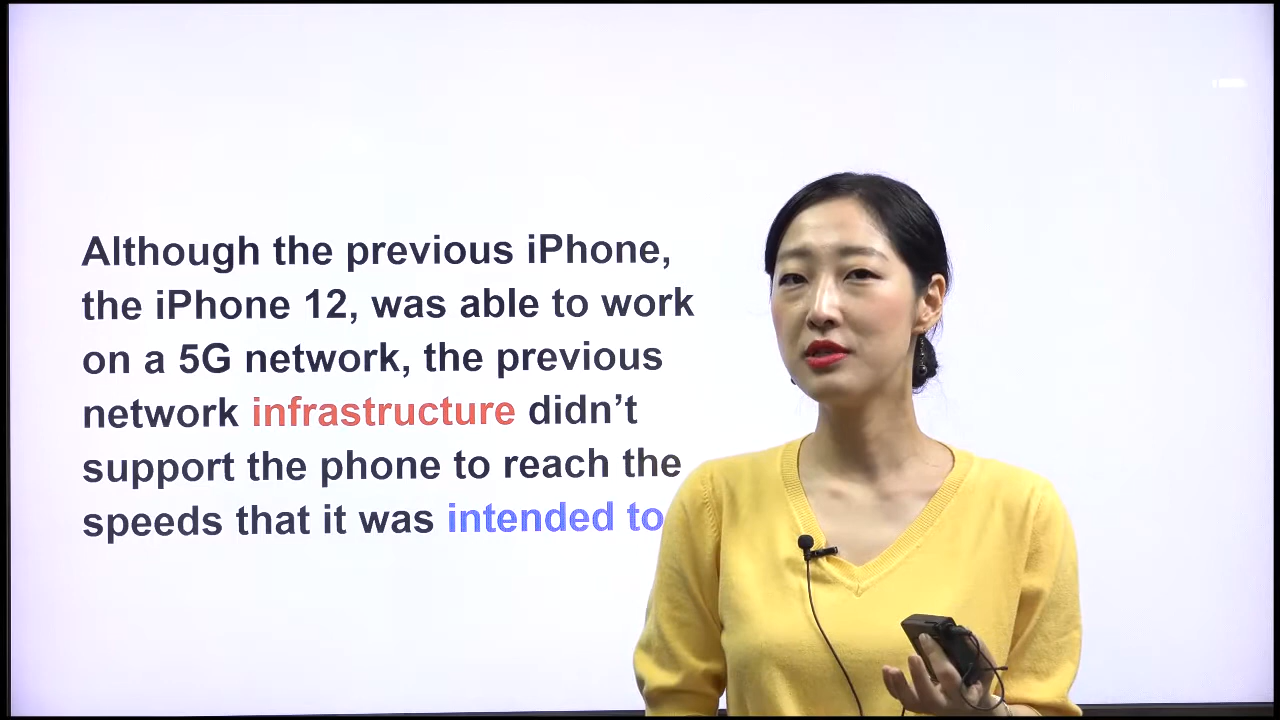 Although the previous iPhone,
the iPhone 12, was able to work
on a 5G network, the previous
network infrastructure didn’t
support the phone to reach the
speeds that it was intended to